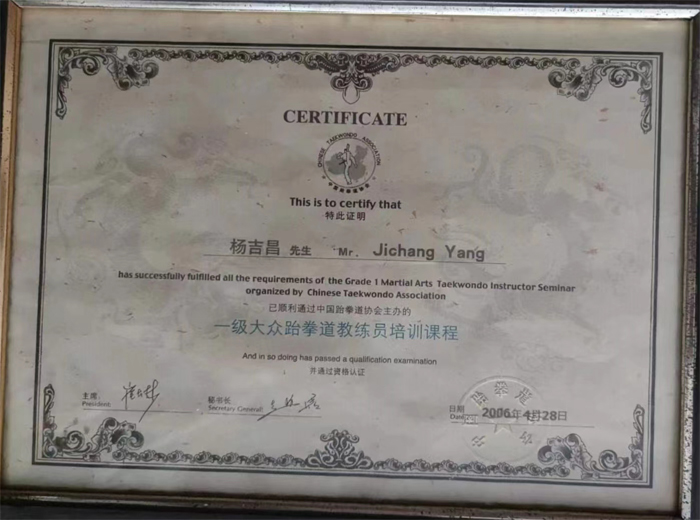 CERTIFICATE
CHINESE TAEKWONDO ASSOCIATION
This is to certify that
特此证明
杨吉昌 先生 Mr. Jichang Yang
has successfully fulfilled all the requirements of the Grade 1 Martial Arts Taekwondo Instructor Seminar
organized by Chinese Taekwondo Association
已顺利通过中国跆拳道协会主办的
一级大众跆拳道教练员培训课程
And in so doing has passed a qualification examination
并通过资格认证
主席: 秘书长: 日期
President: Secretary General: Date: 2006年4月28日